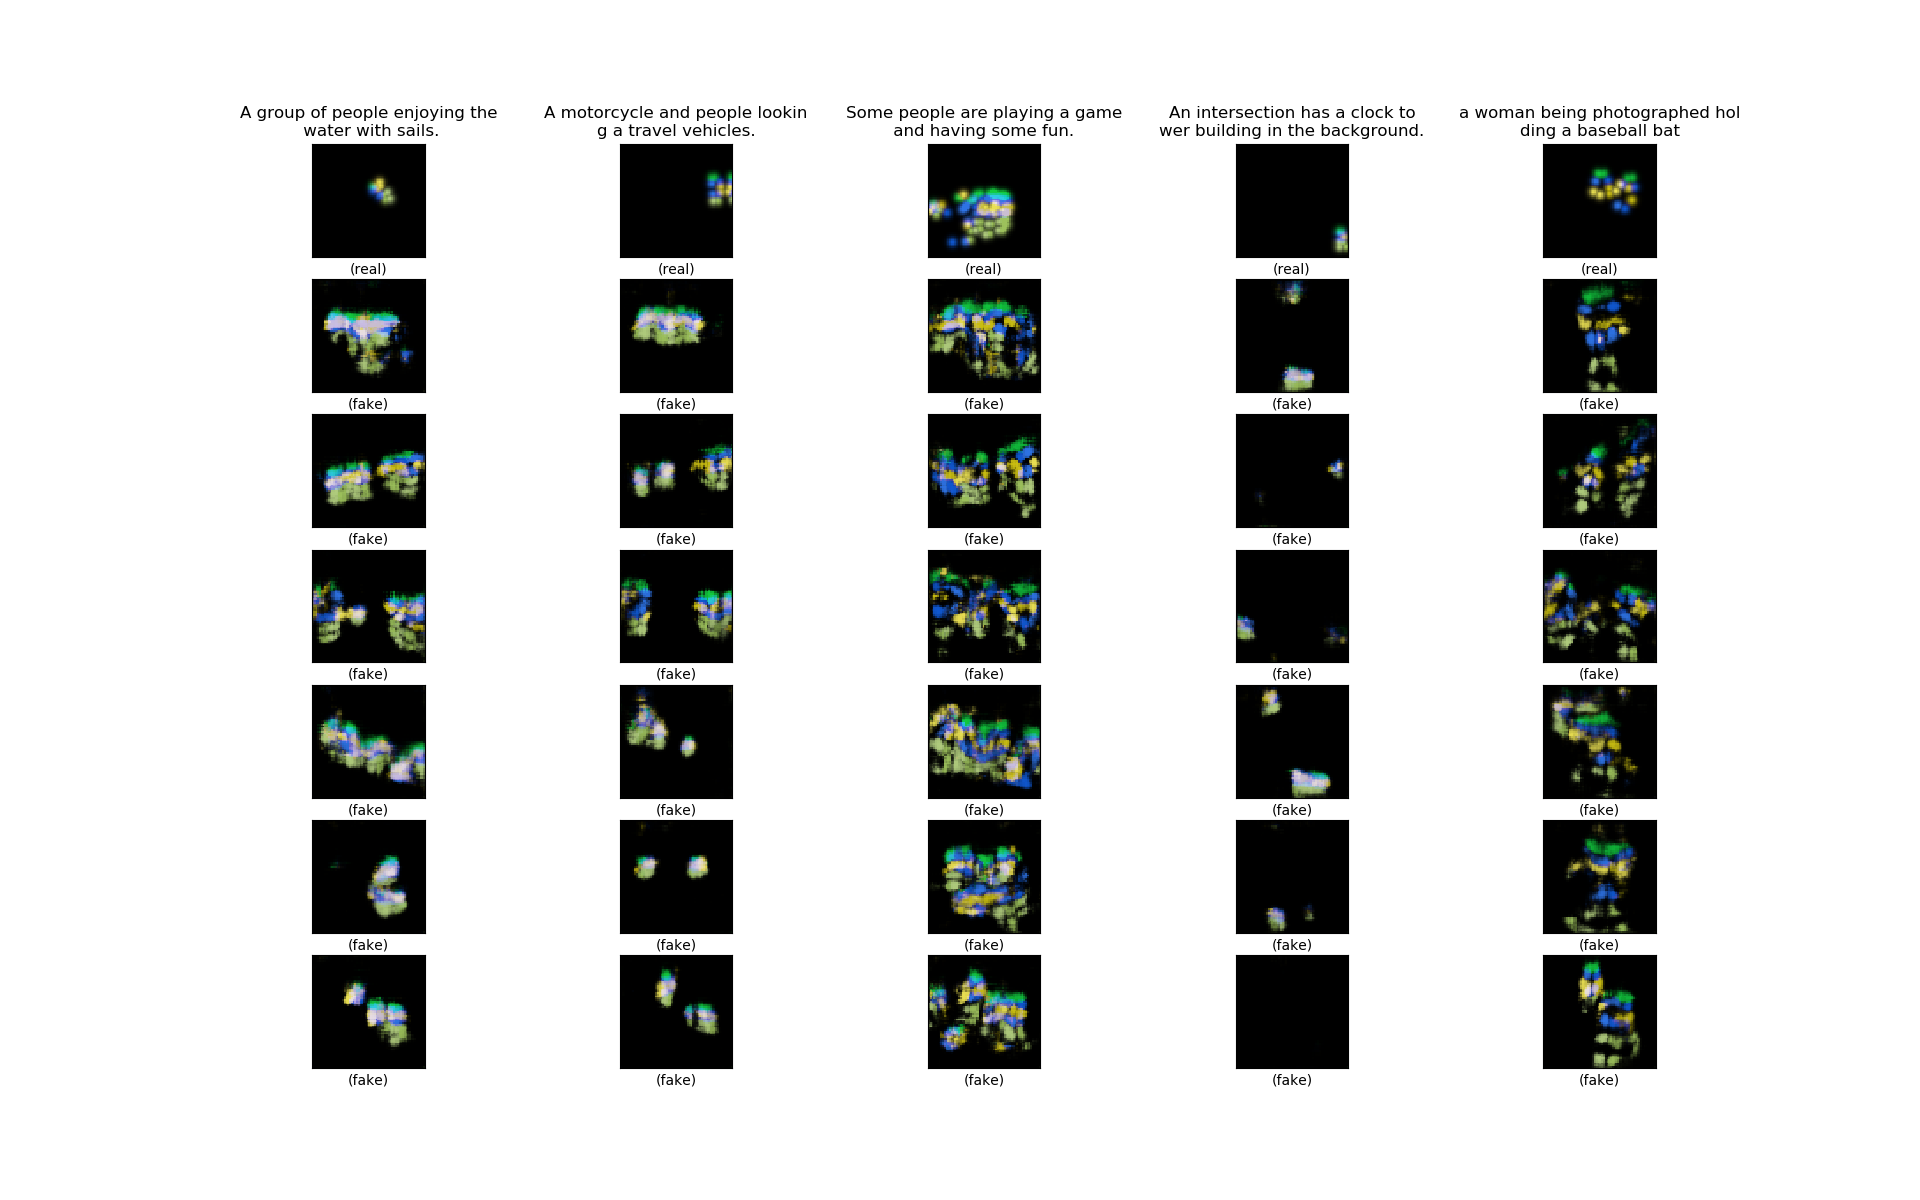 A group of people enjoying the
water with sails.
A motorcycle and people lookin
g a travel vehicles.
Some people are playing a game
and having some fun.
An intersection has a clock to
wer building in the background.
a woman being photographed hol
ding a baseball bat
(real) (real) (real) (real) (real)
(fake) (fake) (fake) (fake) (fake)
(fake) (fake) (fake) (fake) (fake)
(fake) (fake) (fake) (fake) (fake)
(fake) (fake) (fake) (fake) (fake)
(fake) (fake) (fake) (fake) (fake)
(fake) (fake) (fake) (fake) (fake)